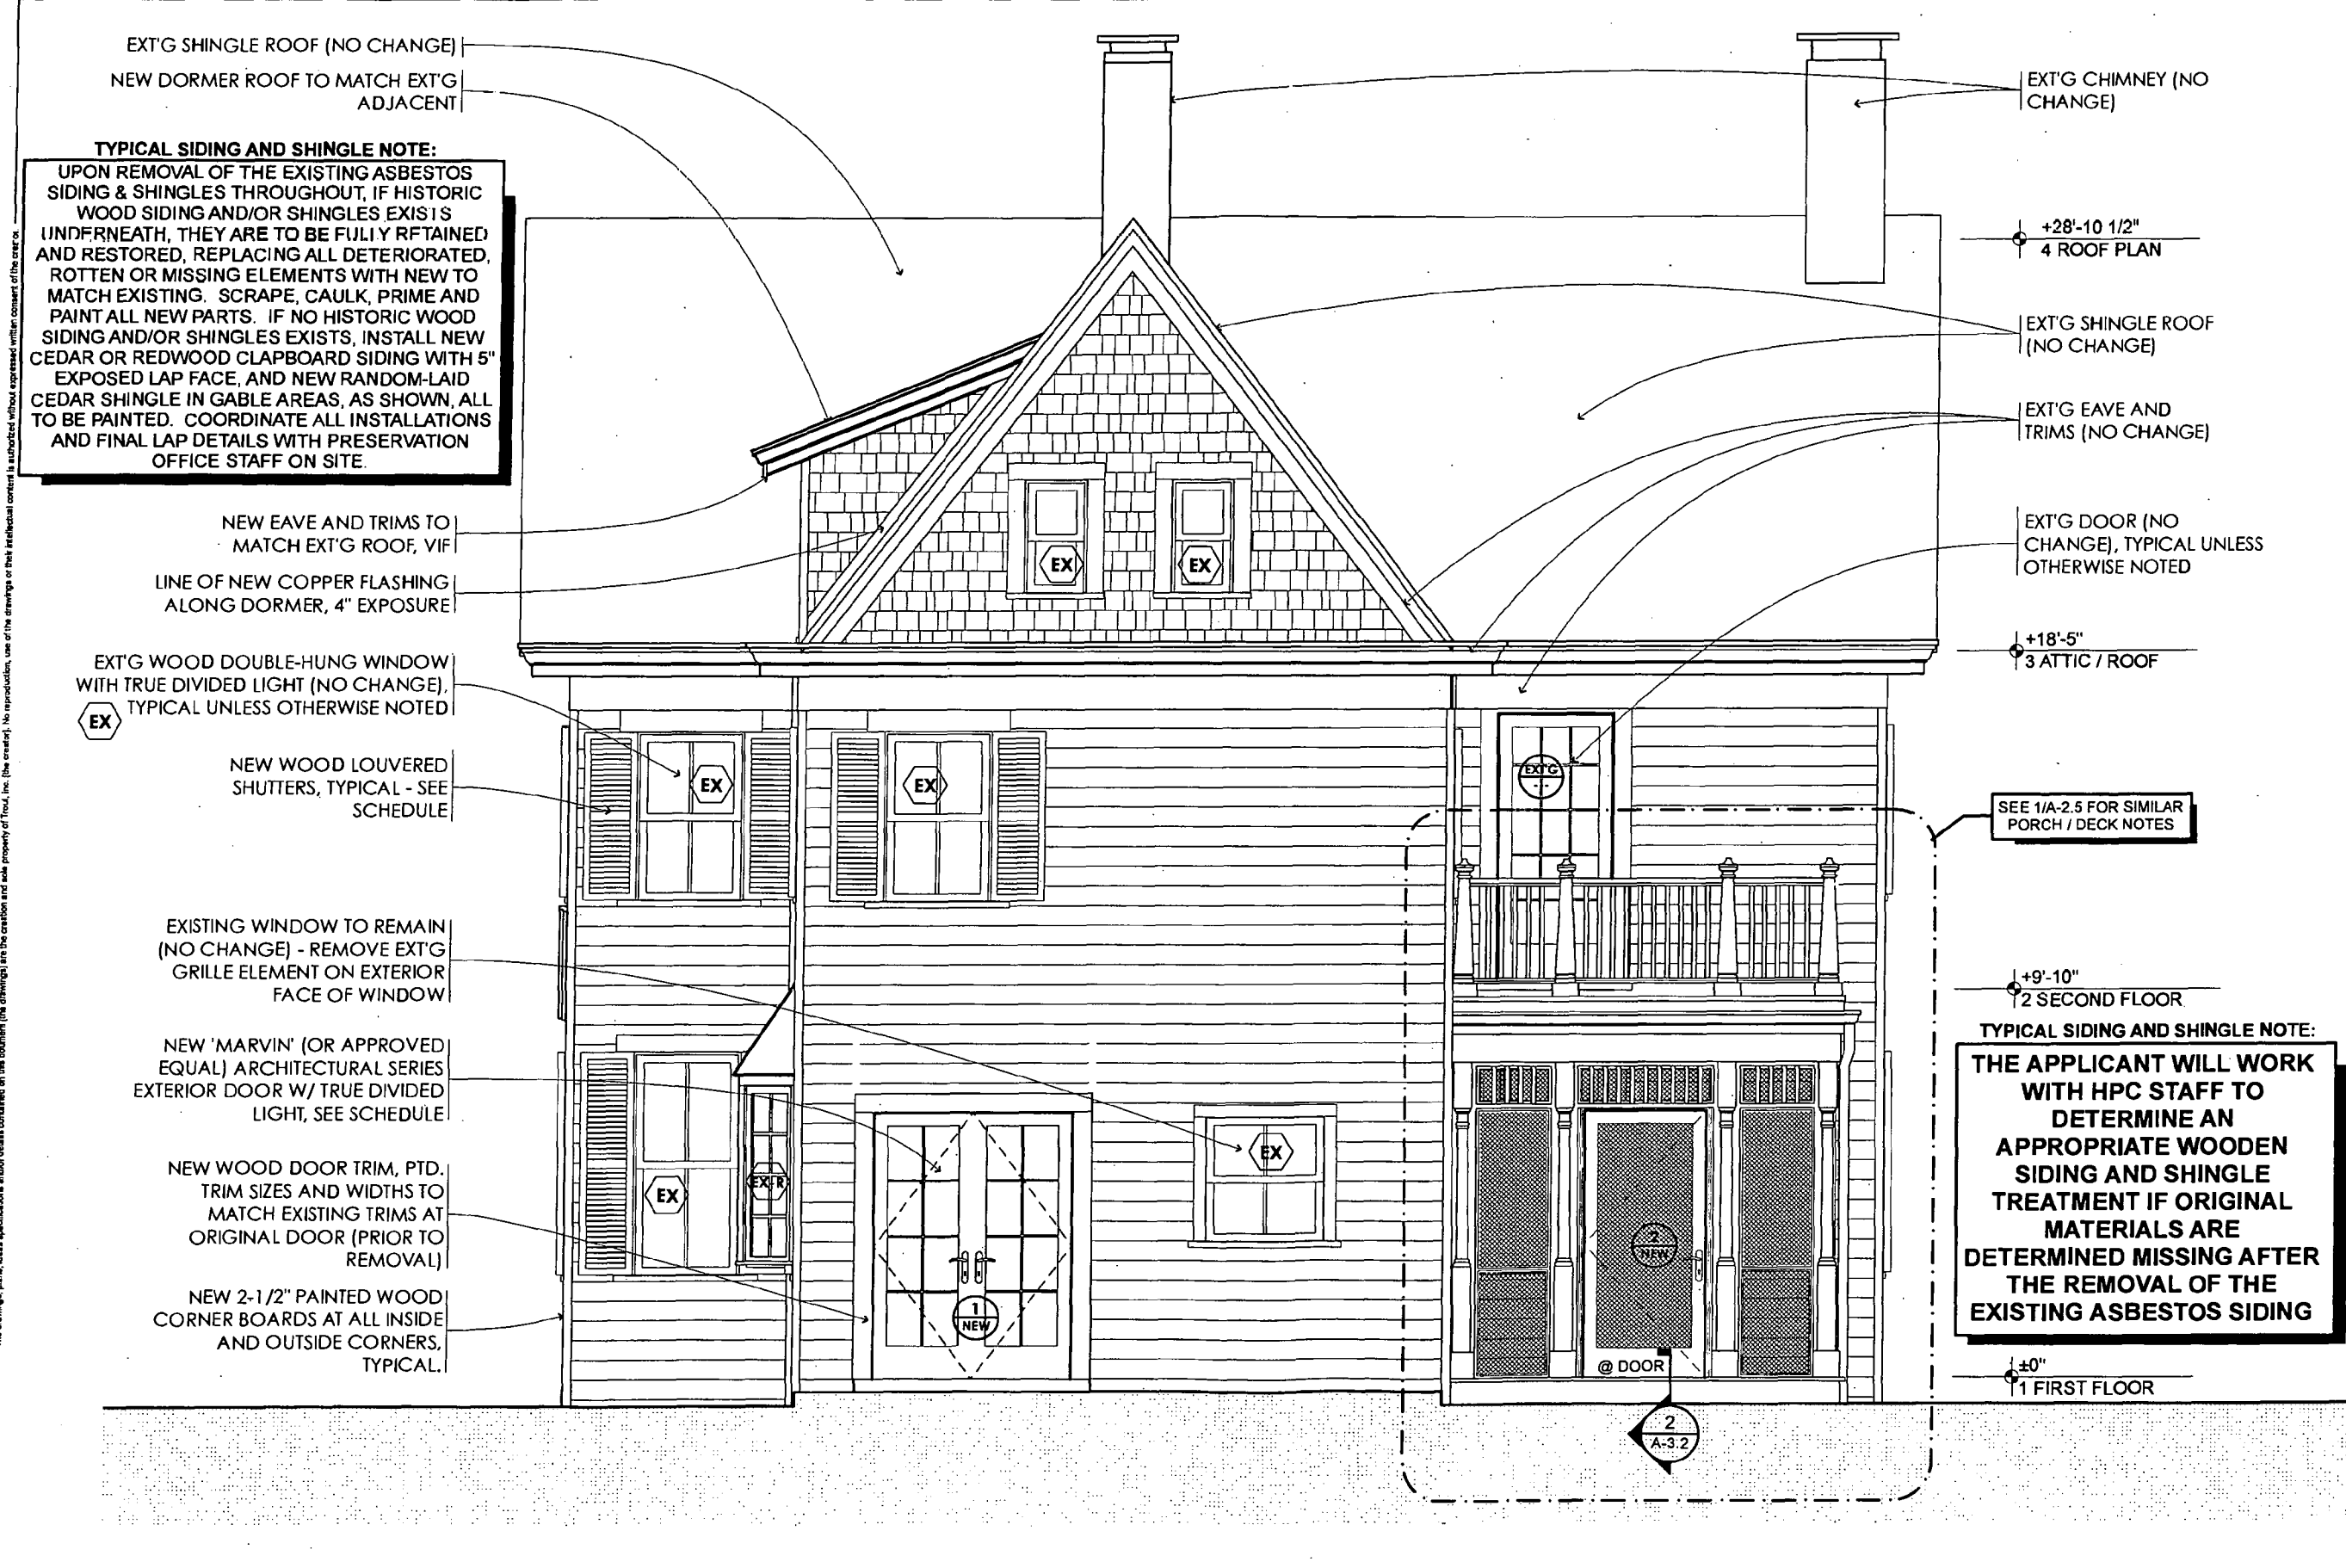 EXT'G SHINGLE ROOF (NO CHANGE)
NEW DORMER ROOF TO MATCH EXT'G
ADJACENT
TYPICAL SIDING AND SHINGLE NOTE:
UPON REMOVAL OF THE EXISTING ASBESTOS
SIDING & SHINGLES THROUGHOUT, IF HISTORIC
WOOD SIDING AND/OR SHINGLES EXISTS
UNDERNEATH, THEY ARE TO BE FULLY RETAINED
AND RESTORED, REPLACING ALL DETERIORATED,
ROTTEN OR MISSING ELEMENTS WITH NEW TO
MATCH EXISTING. SCRAPE, CAULK, PRIME AND
PAINT ALL NEW PARTS. IF NO HISTORIC WOOD
SIDING AND/OR SHINGLES EXISTS, INSTALL NEW
CEDAR OR REDWOOD CLAPBOARD SIDING WITH 5"
EXPOSED LAP FACE, AND NEW RANDOM-LAID
CEDAR SHINGLE IN GABLE AREAS, AS SHOWN, ALL
TO BE PAINTED. COORDINATE ALL INSTALLATIONS
AND FINAL LAP DETAILS WITH PRESERVATION
OFFICE STAFF ON SITE.
NEW EAVE AND TRIMS TO
MATCH EXT'G ROOF, VIF
LINE OF NEW COPPER FLASHING
ALONG DORMER, 4" EXPOSURE
EXT'G WOOD DOUBLE-HUNG WINDOW
WITH TRUE DIVIDED LIGHT (NO CHANGE),
EX TYPICAL UNLESS OTHERWISE NOTED
NEW WOOD LOUVERED
SHUTTERS, TYPICAL - SEE
SCHEDULE
EXISTING WINDOW TO REMAIN
(NO CHANGE) - REMOVE EXT'G
GRILLE ELEMENT ON EXTERIOR
FACE OF WINDOW
NEW 'MARVIN' (OR APPROVED
EQUAL) ARCHITECTURAL SERIES
EXTERIOR DOOR W/ TRUE DIVIDED
LIGHT, SEE SCHEDULE
NEW WOOD DOOR TRIM, PTD.
TRIM SIZES AND WIDTHS TO
MATCH EXISTING TRIMS AT
ORIGINAL DOOR (PRIOR TO
REMOVAL)
NEW 2-1/2" PAINTED WOOD
CORNER BOARDS AT ALL INSIDE
AND OUTSIDE CORNERS,
TYPICAL.
EX
EX
EX
EX
EXT'G
EX
EX-R
EX
1
NEW
2
NEW
@ DOOR
2
A-3.2
EXT'G CHIMNEY (NO
CHANGE)
+28'-10 1/2"
4 ROOF PLAN
EXT'G SHINGLE ROOF
(NO CHANGE)
EXT'G EAVE AND
TRIMS (NO CHANGE)
EXT'G DOOR (NO
CHANGE), TYPICAL UNLESS
OTHERWISE NOTED
+18'-5"
3 ATTIC / ROOF
SEE 1/A-2.5 FOR SIMILAR
PORCH / DECK NOTES
+9'-10"
2 SECOND FLOOR
TYPICAL SIDING AND SHINGLE NOTE:
THE APPLICANT WILL WORK
WITH HPC STAFF TO
DETERMINE AN
APPROPRIATE WOODEN
SIDING AND SHINGLE
TREATMENT IF ORIGINAL
MATERIALS ARE
DETERMINED MISSING AFTER
THE REMOVAL OF THE
EXISTING ASBESTOS SIDING
±0"
1 FIRST FLOOR